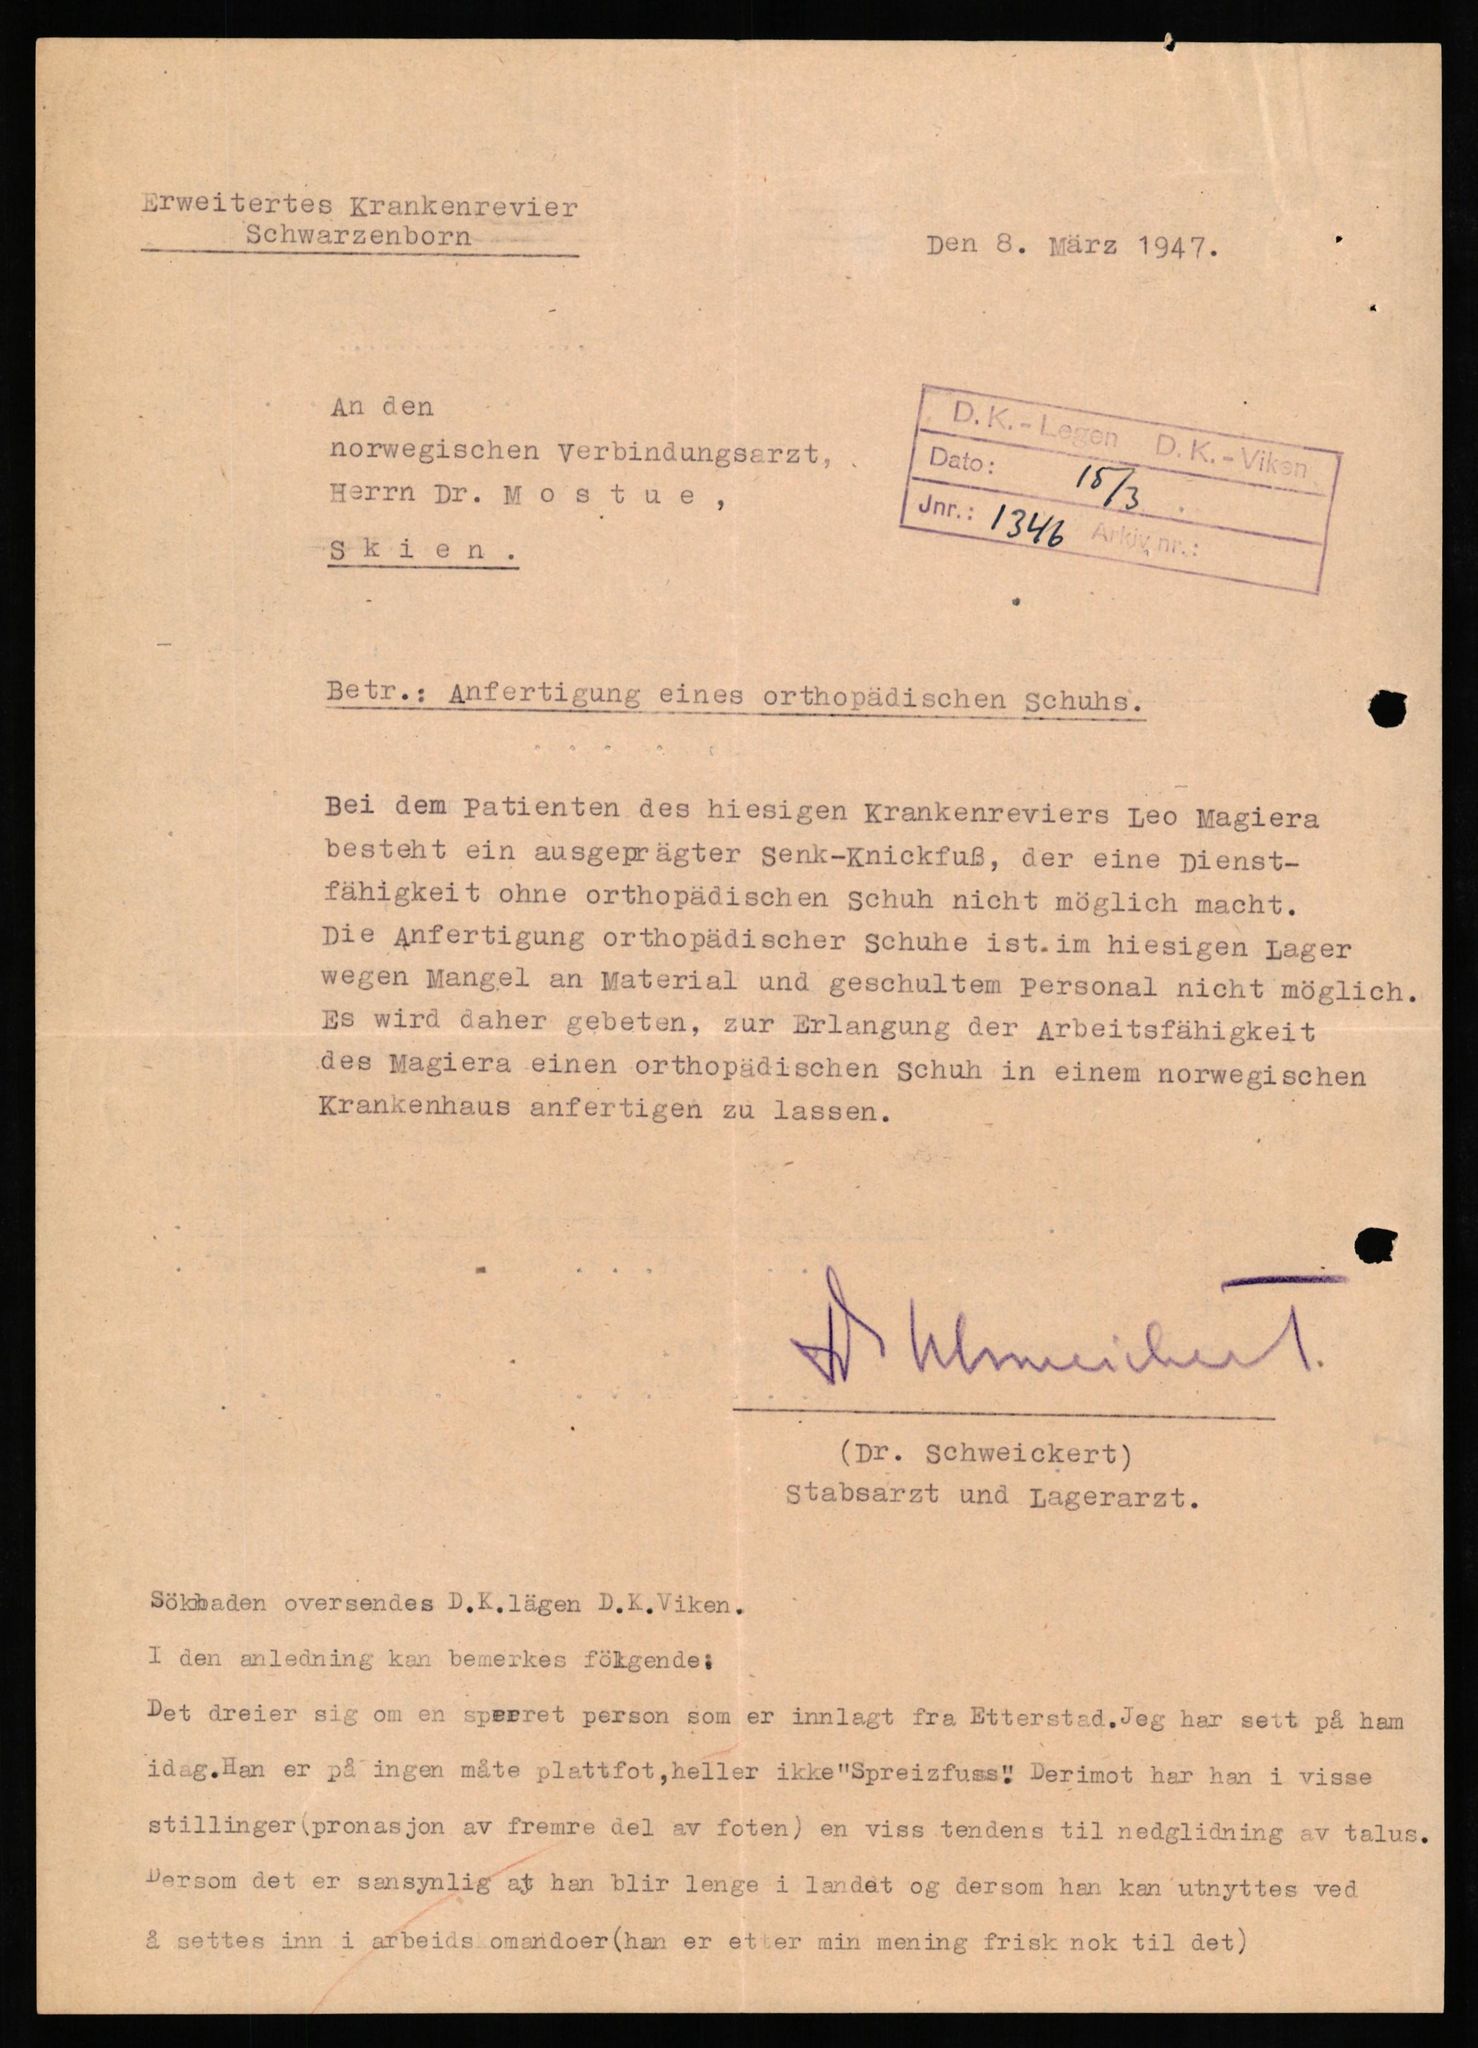 Erweitertes Krankenrevier
Schwarzenborn
Den 8. März 1947.
An den
norwegischen Verbindungsarzt,
Herrn Dr. M o s t u e ,
S k i e n .
D.K.-Legen D.K.-Viken
Dato: 15/3
Jnr.: 1346 Arkiv nr.:
Betr.: Anfertigung eines orthopädischen Schuhs.
Bei dem Patienten des hiesigen Krankenreviers Leo Magiera
besteht ein ausgeprägter Senk-Knickfuß, der eine Dienst-
fähigkeit ohne orthopädischen Schuh nicht möglich macht.
Die Anfertigung orthopädischer Schuhe ist im hiesigen Lager
wegen Mangel an Material und geschultem Personal nicht möglich.
Es wird daher gebeten, zur Erlangung der Arbeitsfähigkeit
des Magiera einen orthopädischen Schuh in einem norwegischen
Krankenhaus anfertigen zu lassen.
Dr Schweickert.
(Dr. Schweickert)
Stabsarzt und Lagerarzt.
oversendes D.K.lägen D.K.Viken.
I den anledning kan bemerkes fölgende:
Det dreier sig om en sperret person som er innlagt fra Etterstad.Jeg har sett på ham
idag.Han er på ingen måte plattfot,heller ikke"Spreizfuss". Derimot har han i visse
stillinger(pronasjon av fremre del av foten) en viss tendens til nedglidning av talus.
Dersom det er sansynlig at han blir lenge i landet og dersom han kan utnyttes ved
å settes inn i arbeids omandoer(han er etter min mening frisk nok til det)